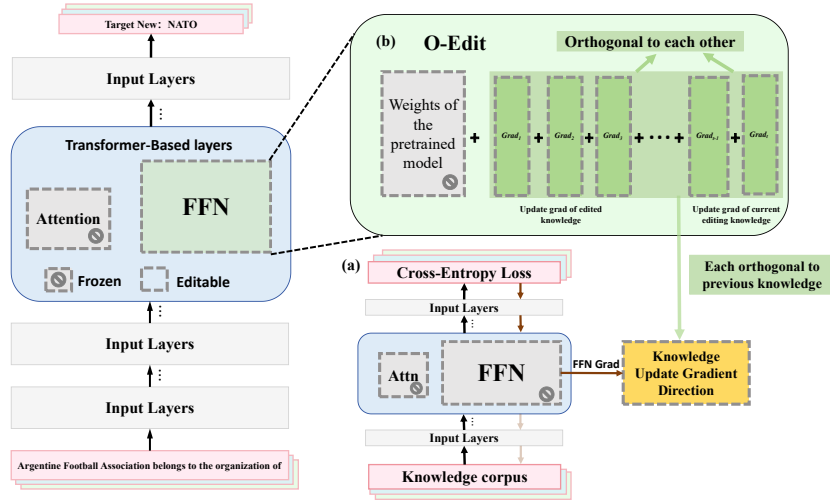 Target New: NATO
Input Layers
⋮
Transformer-Based layers
Attention
FFN
Frozen
Editable
⋮
Input Layers
⋮
Input Layers
Argentine Football Association belongs to the organization of
(b)
O-Edit
Orthogonal to each other
Weights of
the
pretrained
model
+ Grad₁ + Grad₂ + Grad₃ + ··· + Gradₜ₋₁ + Gradₜ
Update grad of edited
knowledge
Update grad of current
editing knowledge
Each orthogonal to
previous knowledge
(a)
Cross-Entropy Loss
Input Layers
⋮
Attn
FFN
FFN Grad
Knowledge
Update Gradient
Direction
⋮
Input Layers
Knowledge corpus